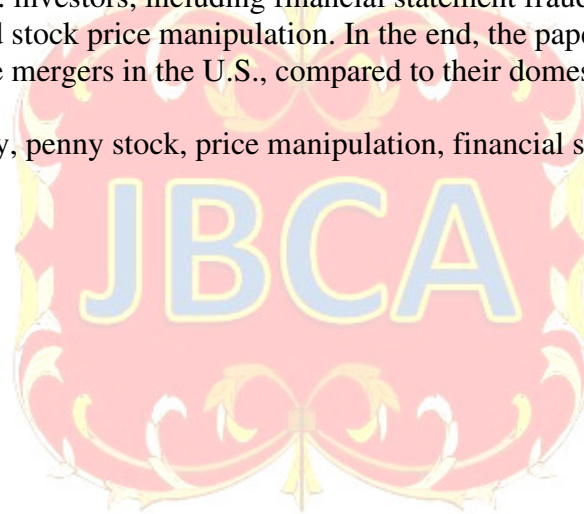 investors, including financial statement fraud
stock price manipulation. In the end, the pape
mergers in the U.S., compared to their domes
penny stock, price manipulation, financial s
JBCA